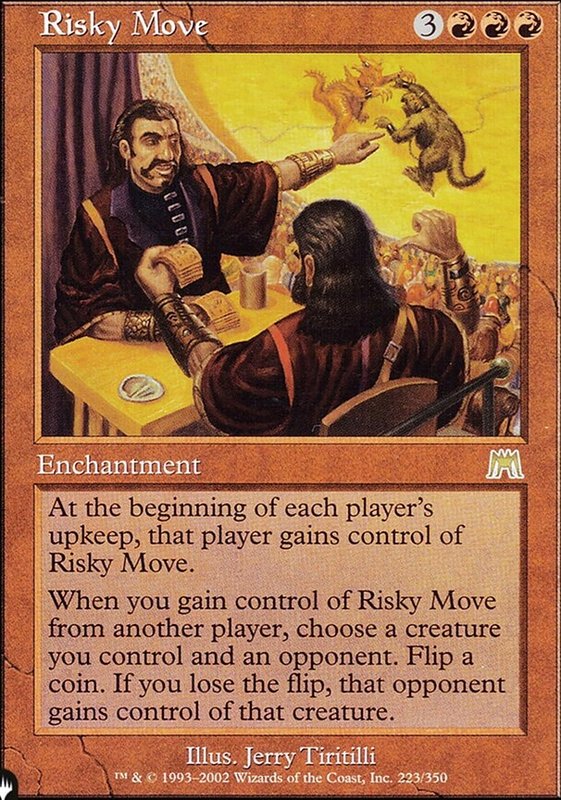 Risky Move 3
Enchantment
At the beginning of each player's
upkeep, that player gains control of
Risky Move.
When you gain control of Risky Move
from another player, choose a creature
you control and an opponent. Flip a
coin. If you lose the flip, that opponent
gains control of that creature.
Illus. Jerry Tiritilli
™ & © 1993–2002 Wizards of the Coast, Inc. 223/350